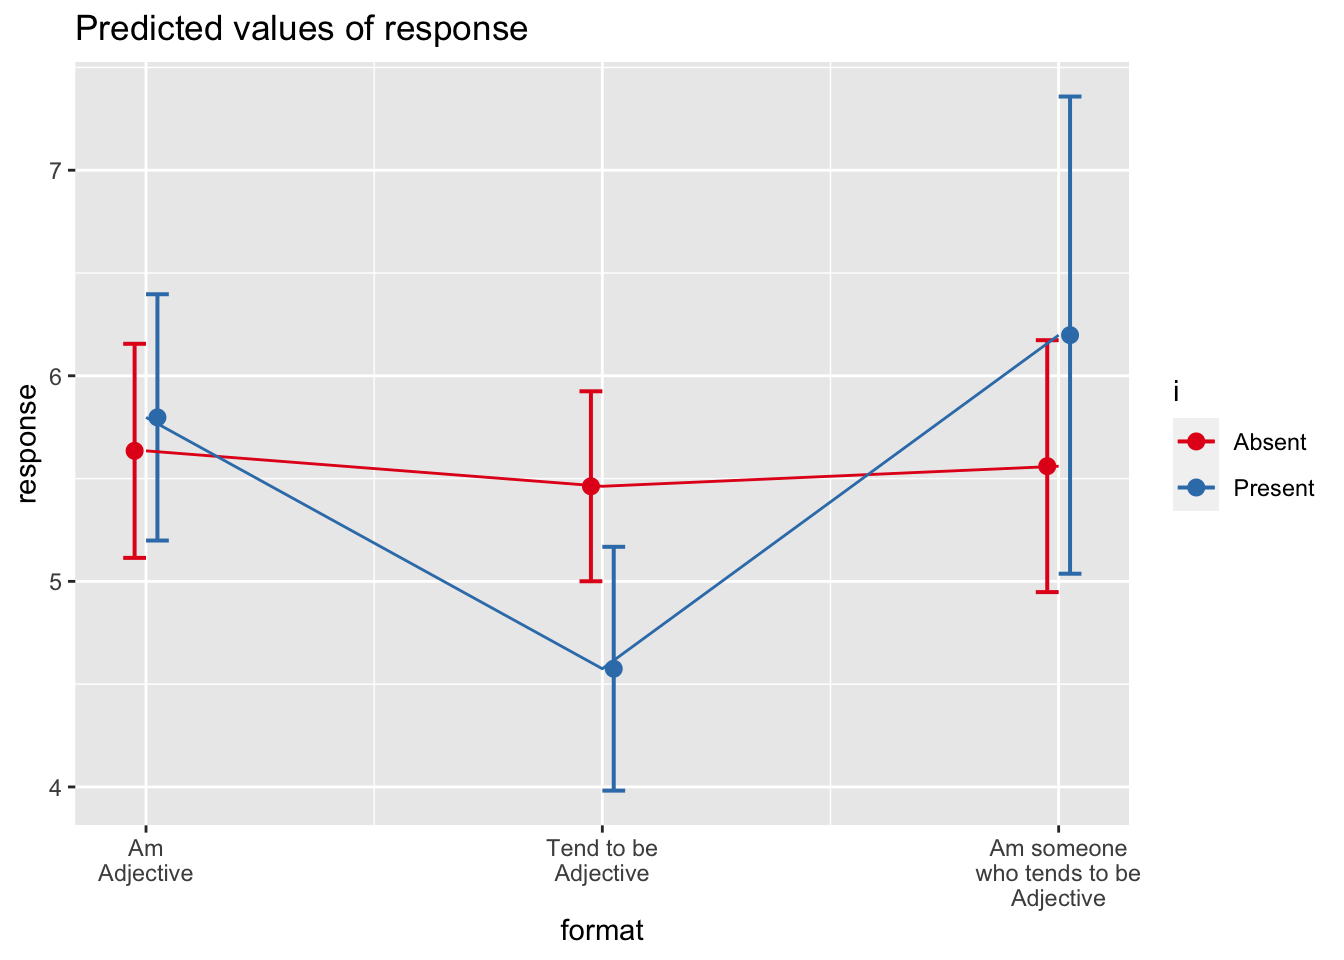 Predicted values of response
7
6
5
4
response
Am
Adjective
Tend to be
Adjective
Am someone
who tends to be
Adjective
format
i
Absent
Present